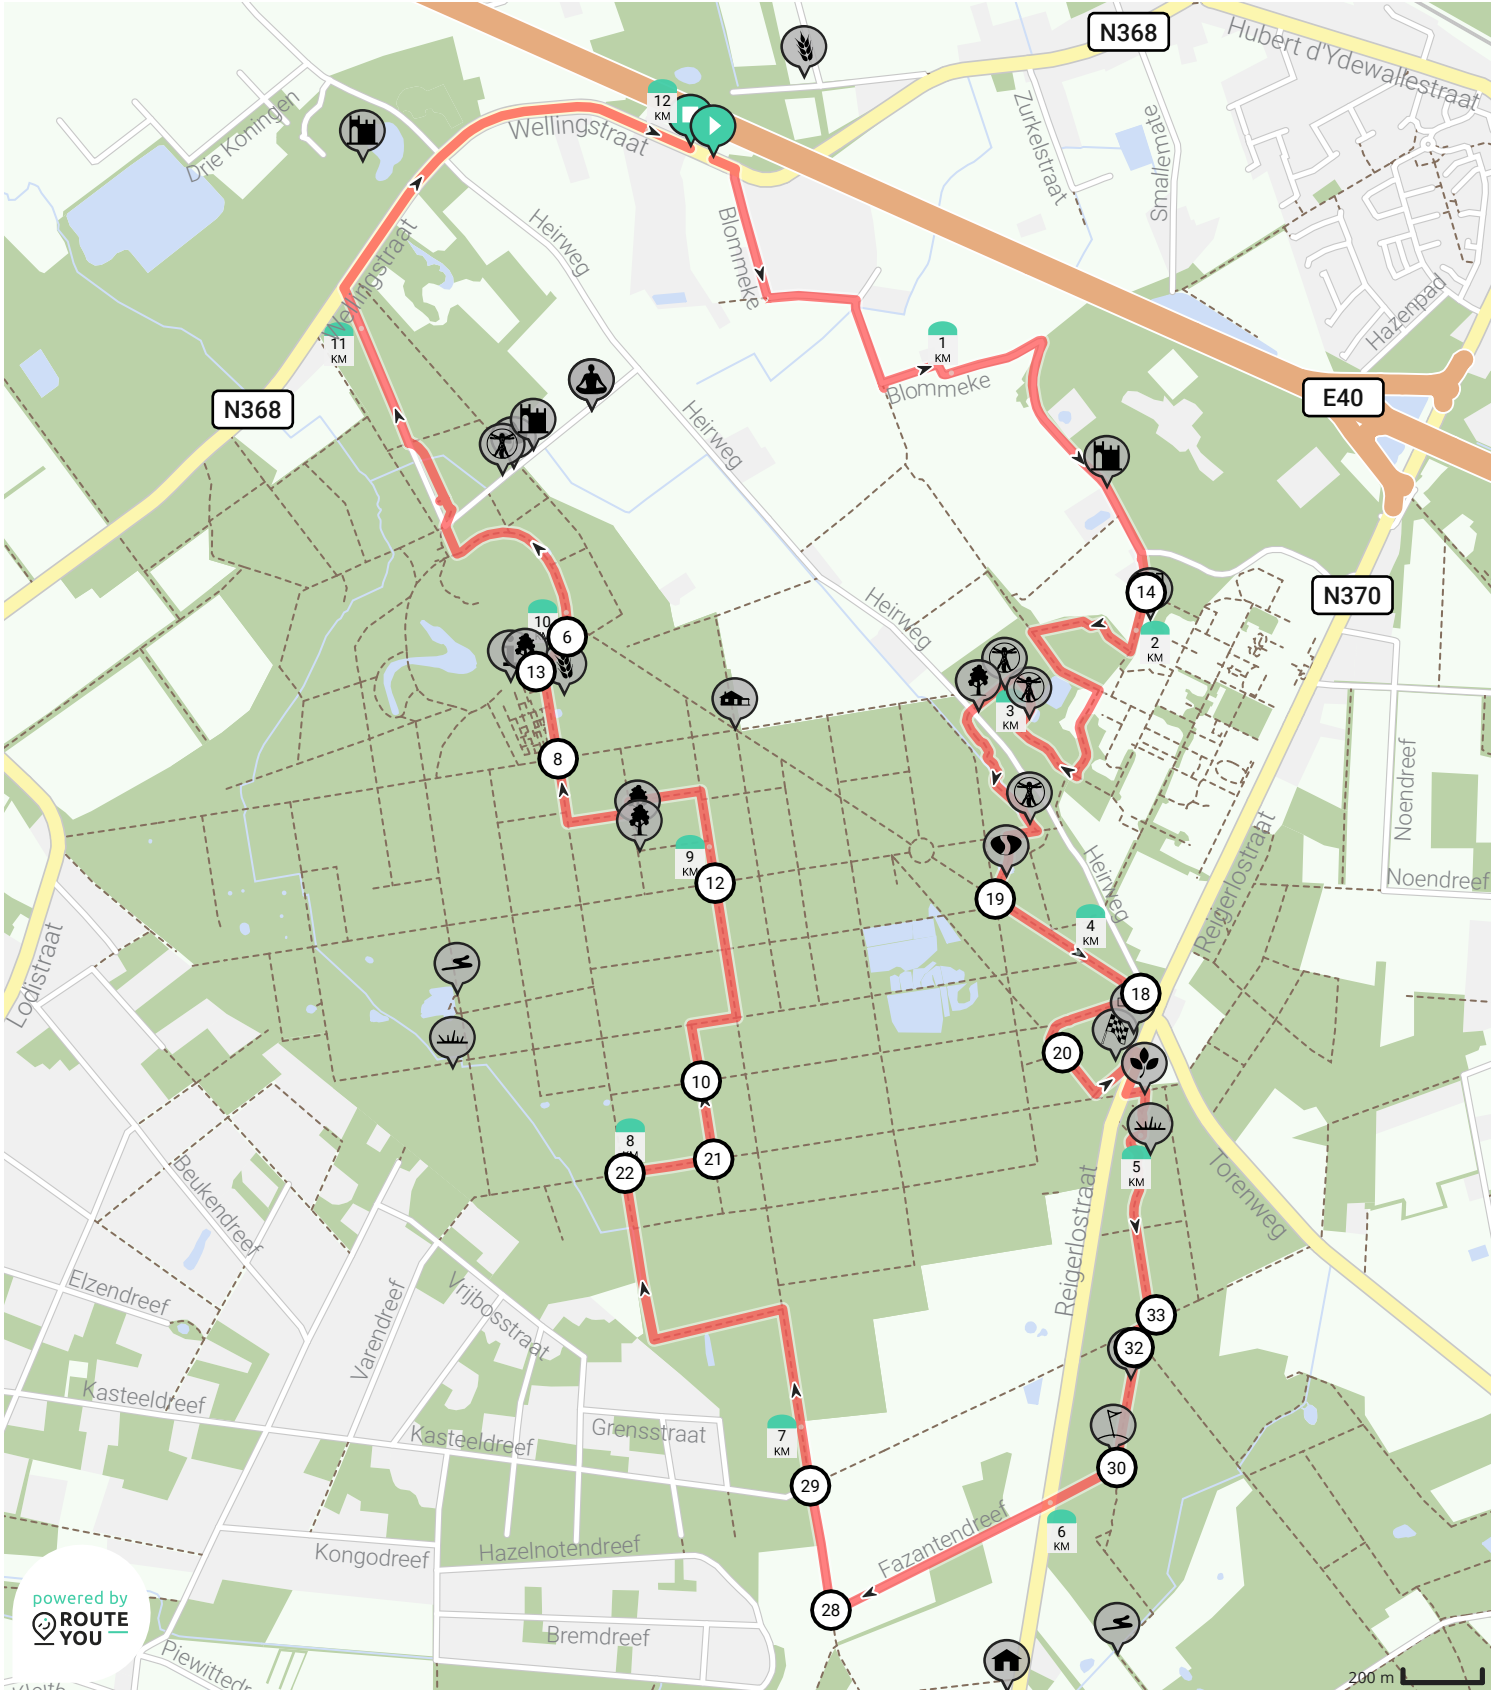 N368
Hubert d'Ydewallestraat
Zurkelstraat
Smallemate
Drie Koningen
12
KM
Wellingstraat
Blommeke
Heirweg
Hazenpad
Wellingstraat
11
KM
1
KM
Blommeke
E40
N368
Heirweg
14
N370
Heirweg
10
6
2
KM
13
3
KM
8
Noendreef
9
KM
12
Heirweg
Noendreef
19
4
KM
Reigerlostraat
Lodistraat
18
20
10
8
21
22
5
KM
Beukendreef
Torenweg
Reigerlostraat
Elzendreef
Vrijbosstraat
Varendreef
33
32
Kasteeldreef
Kasteeldreef
Grensstraat
7
KM
30
29
6
KM
Fazantendreef
Kongodreef
Hazelnotendreef
28
powered by
ROUTE
YOU
Bremdreef
Piewittedr
200 m